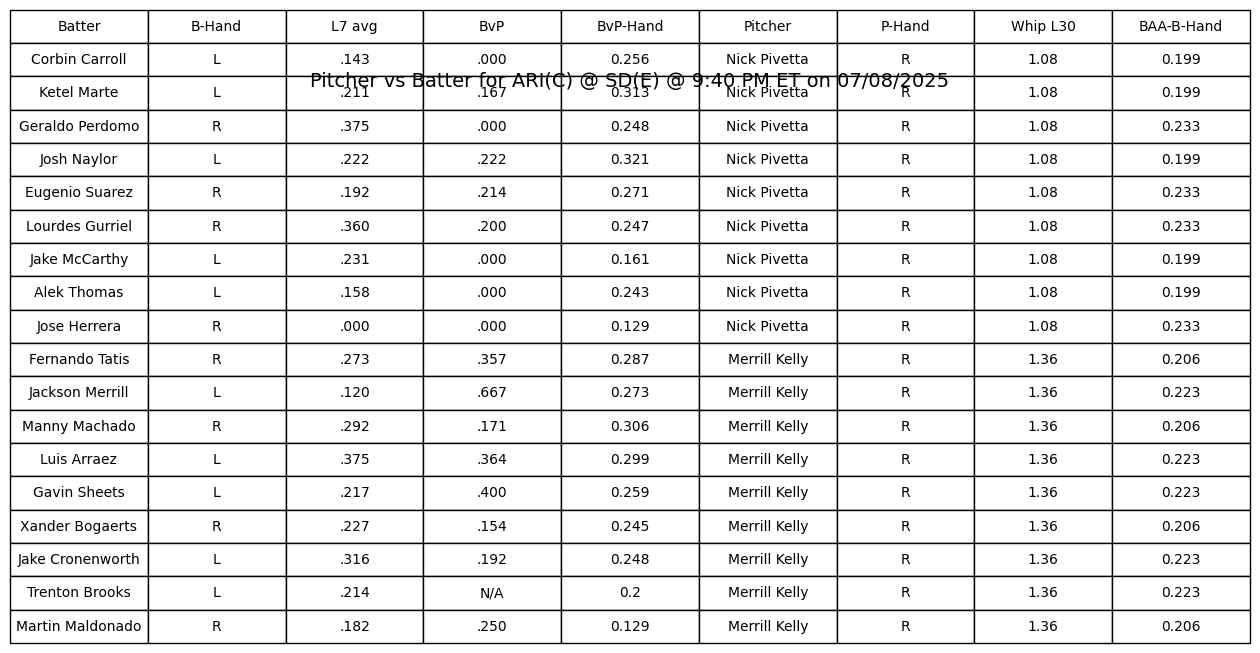 Batter B-Hand L7 avg BvP BvP-Hand Pitcher P-Hand Whip L30 BAA-B-Hand
Corbin Carroll L .143 .000 0.256 Nick Pivetta R 1.08 0.199
Pitcher vs Batter for ARI(C) @ SD(E) @ 9:40 PM ET on 07/08/2025
Ketel Marte L .211 .167 0.313 Nick Pivetta R 1.08 0.199
Geraldo Perdomo R .375 .000 0.248 Nick Pivetta R 1.08 0.233
Josh Naylor L .222 .222 0.321 Nick Pivetta R 1.08 0.199
Eugenio Suarez R .192 .214 0.271 Nick Pivetta R 1.08 0.233
Lourdes Gurriel R .360 .200 0.247 Nick Pivetta R 1.08 0.233
Jake McCarthy L .231 .000 0.161 Nick Pivetta R 1.08 0.199
Alek Thomas L .158 .000 0.243 Nick Pivetta R 1.08 0.199
Jose Herrera R .000 .000 0.129 Nick Pivetta R 1.08 0.233
Fernando Tatis R .273 .357 0.287 Merrill Kelly R 1.36 0.206
Jackson Merrill L .120 .667 0.273 Merrill Kelly R 1.36 0.223
Manny Machado R .292 .171 0.306 Merrill Kelly R 1.36 0.206
Luis Arraez L .375 .364 0.299 Merrill Kelly R 1.36 0.223
Gavin Sheets L .217 .400 0.259 Merrill Kelly R 1.36 0.223
Xander Bogaerts R .227 .154 0.245 Merrill Kelly R 1.36 0.206
Jake Cronenworth L .316 .192 0.248 Merrill Kelly R 1.36 0.223
Trenton Brooks L .214 N/A 0.2 Merrill Kelly R 1.36 0.223
Martin Maldonado R .182 .250 0.129 Merrill Kelly R 1.36 0.206